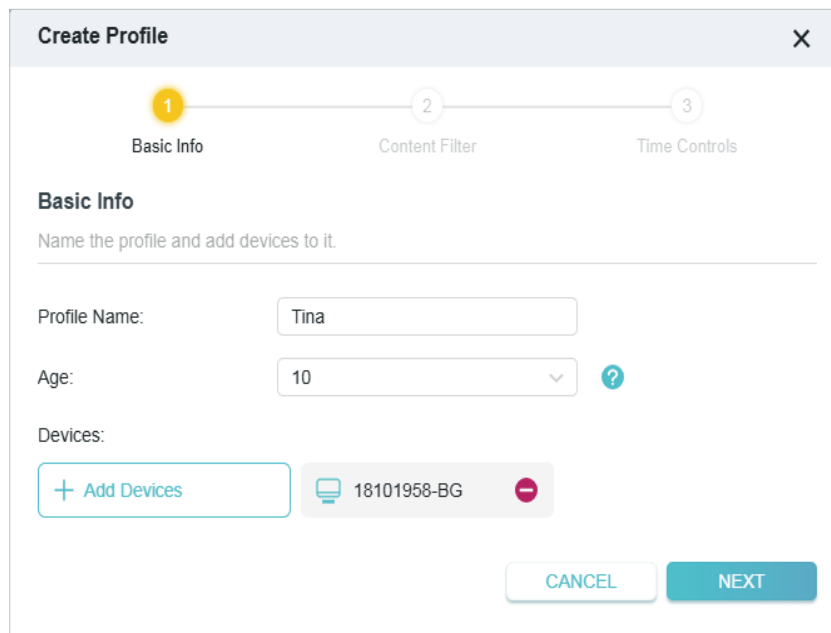 Create Profile
1 2 3
Basic Info Content Filter Time Controls
Basic Info
Name the profile and add devices to it.
Profile Name: Tina
Age: 10 ?
Devices:
+ Add Devices 18101958-BG
CANCEL NEXT